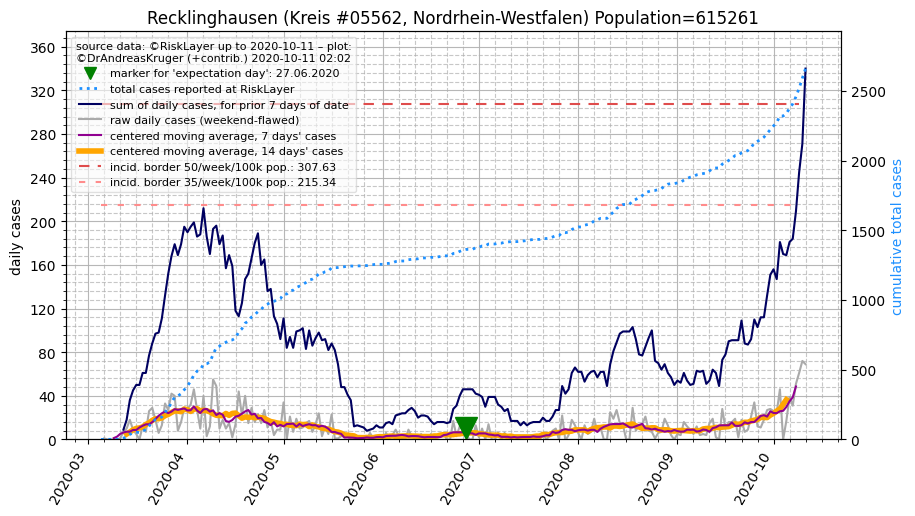 Recklinghausen (Kreis #05562, Nordrhein-Westfalen) Population=615261
source data: ©RiskLayer up to 2020-10-11 – plot:
©DrAndreasKruger (+contrib.) 2020-10-11 02:02
marker for 'expectation day': 27.06.2020
total cases reported at RiskLayer
sum of daily cases, for prior 7 days of date
raw daily cases (weekend-flawed)
centered moving average, 7 days' cases
centered moving average, 14 days' cases
incid. border 50/week/100k pop.: 307.63
incid. border 35/week/100k pop.: 215.34
daily cases
360
320
280
240
200
160
120
80
40
0
cumulative total cases
2500
2000
1500
1000
500
0
2020-03
2020-04
2020-05
2020-06
2020-07
2020-08
2020-09
2020-10